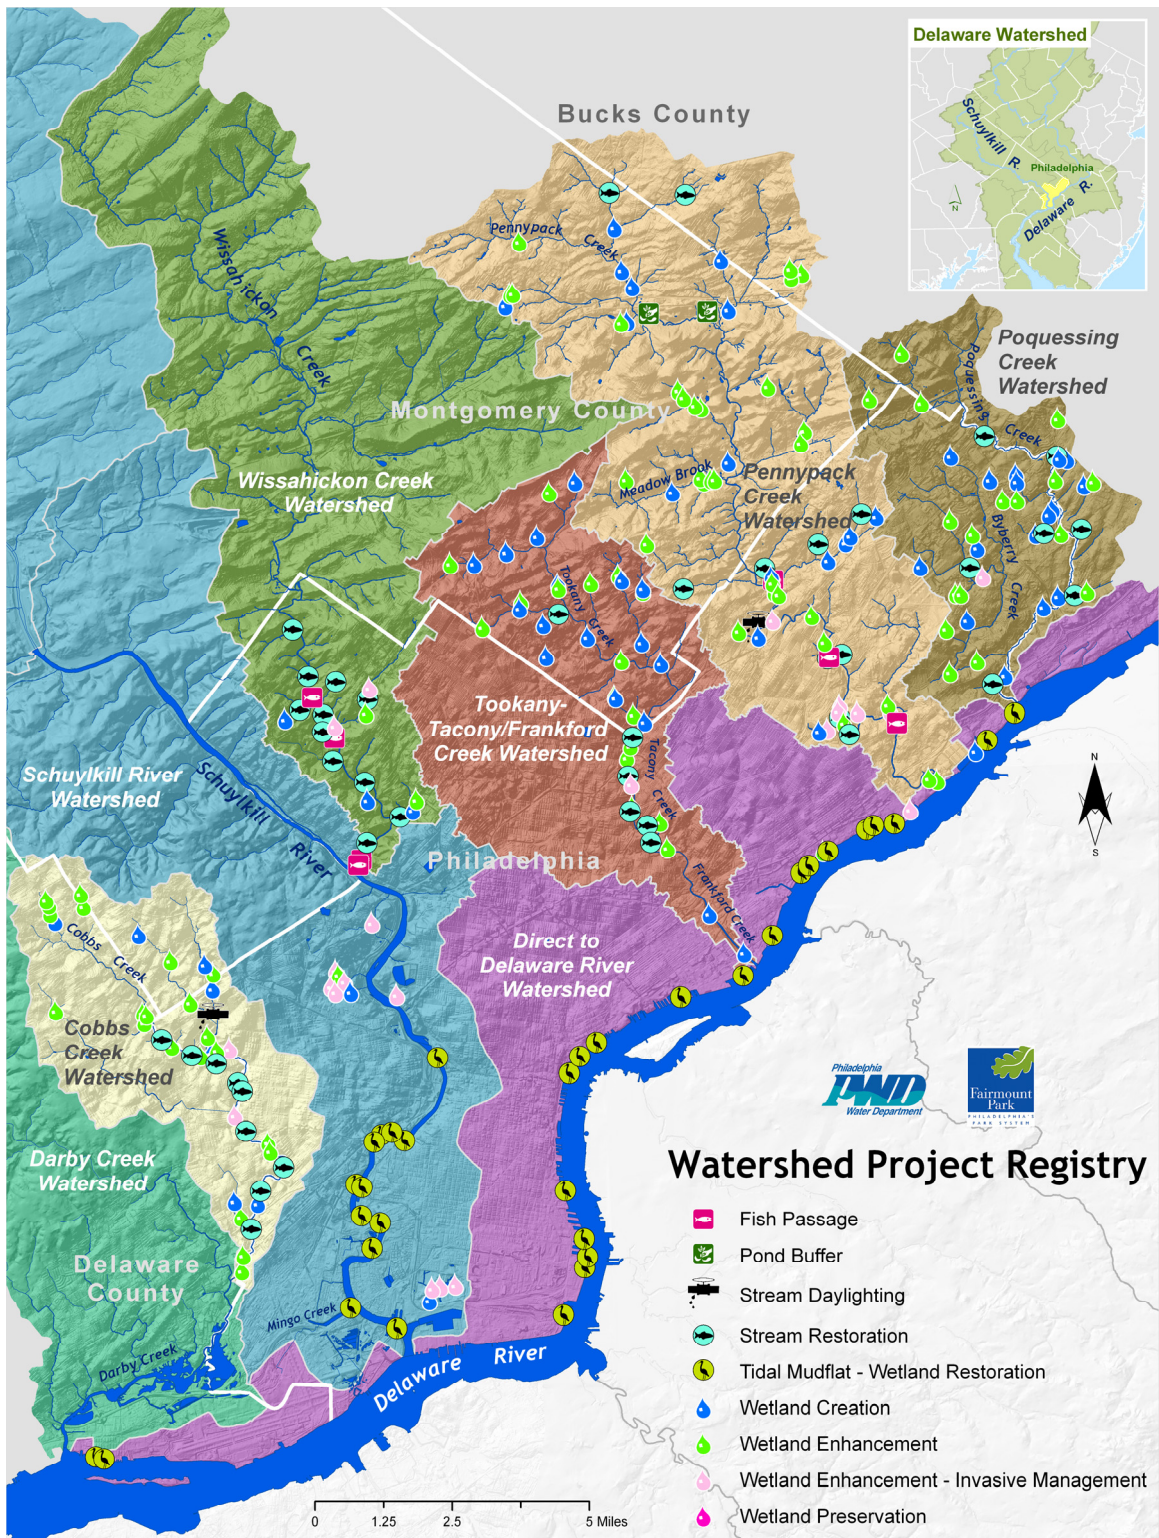 Delaware Watershed
Schuylkill R.
Philadelphia
Delaware R.
N
Bucks County
Pennypack
Creek
Wissahickon
Creek
Poquessing
Creek
Watershed
Poquessing
Creek
Montgomery County
Wissahickon Creek
Watershed
Meadow Brook
Pennypack
Creek
Watershed
Byberry
Creek
Tookany
Creek
Tookany-
Tacony/Frankford
Creek Watershed
Tacony
Creek
Schuylkill River
Watershed
Schuylkill
River
N
S
Philadelphia
Frankford Creek
Cobbs
Creek
Direct to
Delaware River
Watershed
Cobbs
Creek
Watershed
Philadelphia
PWD
Water Department
Fairmount
Park
PHILADELPHIA'S
PARK SYSTEM
Darby Creek
Watershed
Watershed Project Registry
Fish Passage
Pond Buffer
Delaware
County
Stream Daylighting
Mingo Creek
Stream Restoration
Darby Creek
Delaware River
Tidal Mudflat - Wetland Restoration
Wetland Creation
Wetland Enhancement
Wetland Enhancement - Invasive Management
Wetland Preservation
0 1.25 2.5 5 Miles